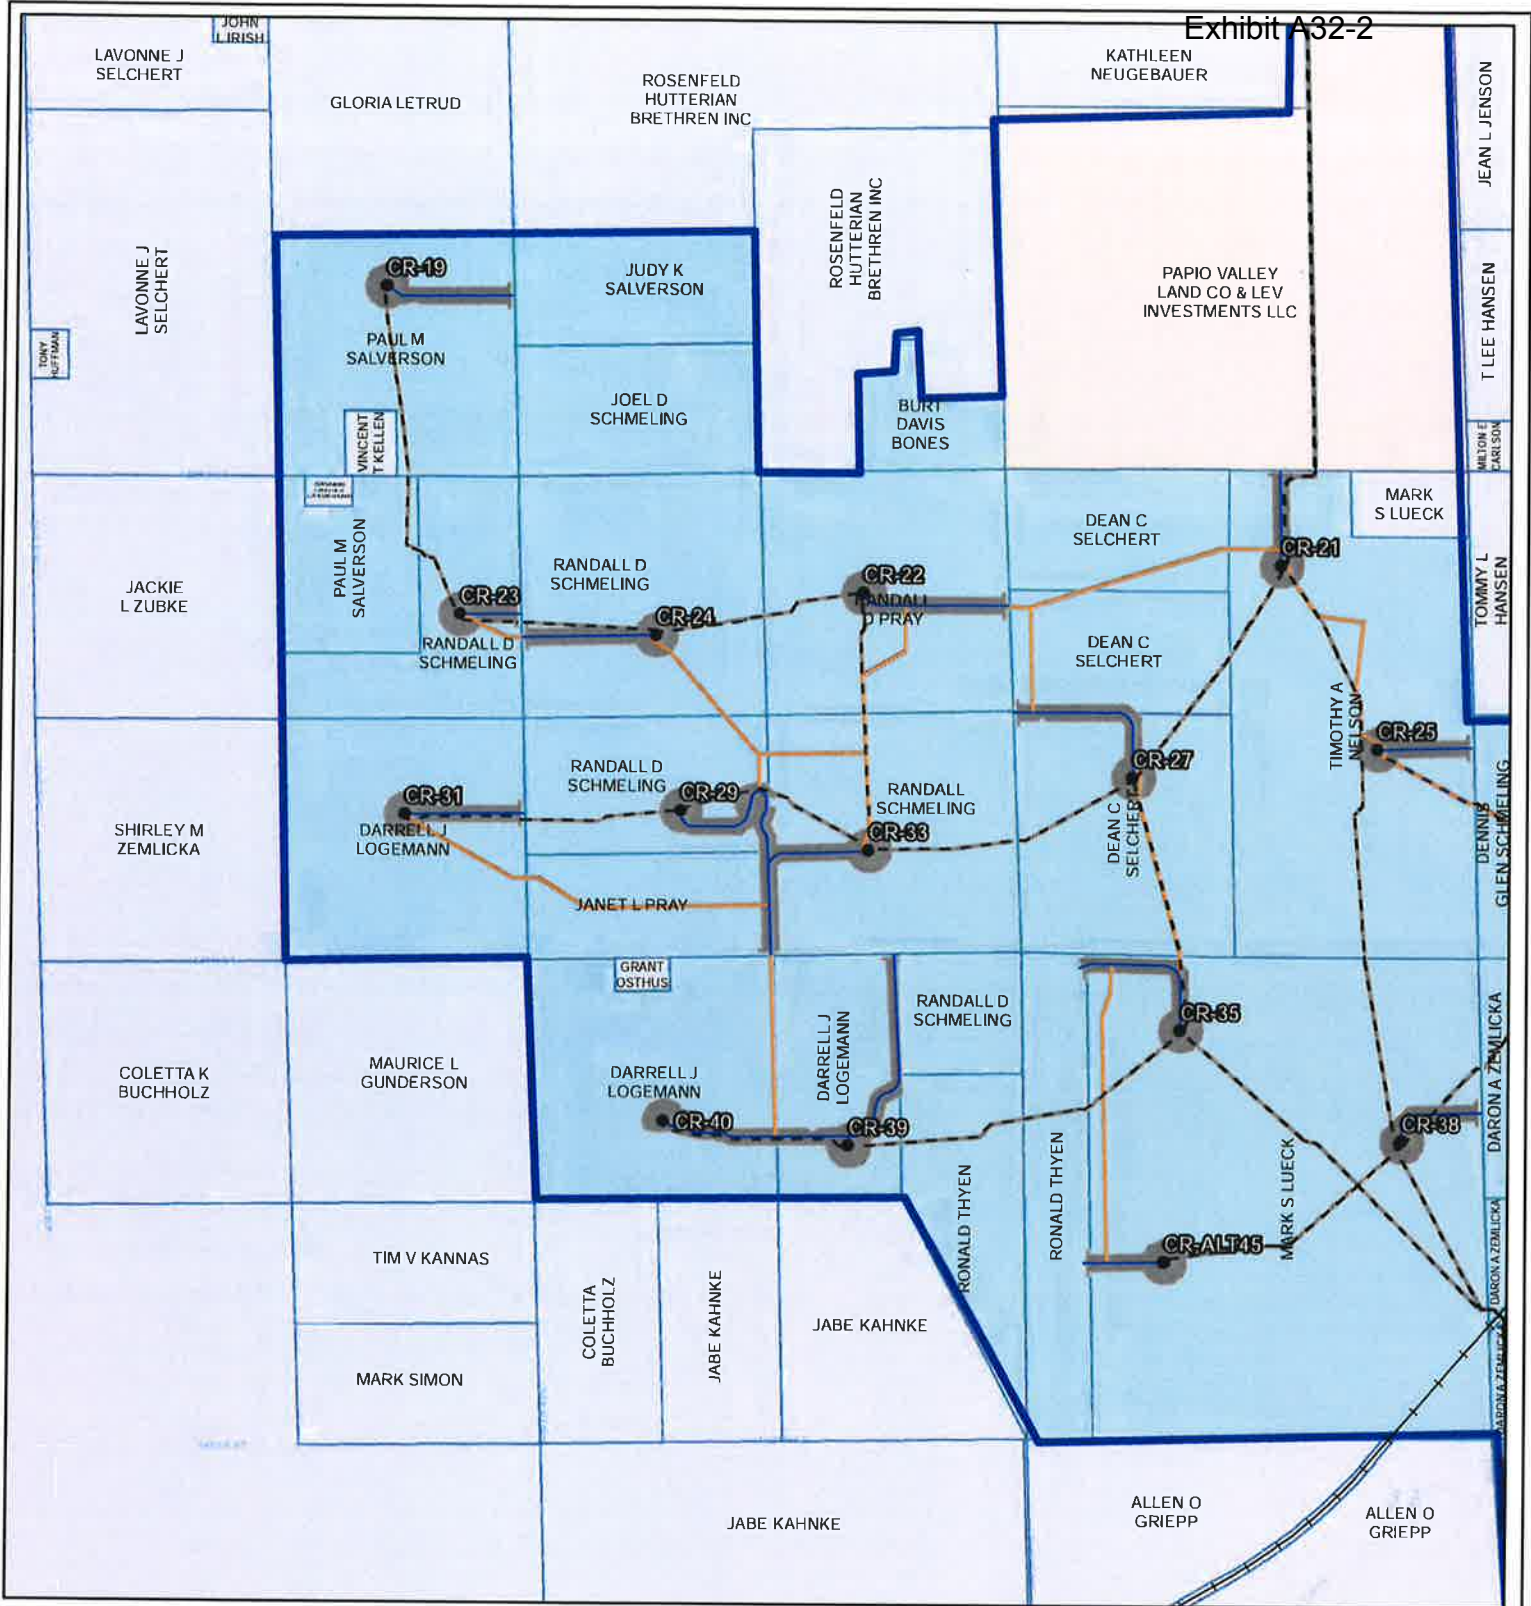 Exhibit A32-2
JOHN
L IRISH
LAVONNE J
SELCHERT
GLORIA LETRUD
ROSENFELD
HUTTERIAN
BRETHREN INC
KATHLEEN
NEUGEBAUER
JEAN L JENSON
LAVONNE J
SELCHERT
TONY
HUFFMAN
CR-19
PAUL M
SALVERSON
JUDY K
SALVERSON
JOEL D
SCHMELING
VINCENT
T KELLEN
ROSENFELD
HUTTERIAN
BRETHREN INC
BURT
DAVIS
BONES
PAPIO VALLEY
LAND CO & LEV
INVESTMENTS LLC
T LEE HANSEN
MILTON E
CARLSON
JACKIE
L ZUBKE
PAUL M
SALVERSON
RANDALL D
SCHMELING
CR-23
RANDALL D
SCHMELING
CR-24
CR-22
RANDALL
D PRAY
DEAN C
SELCHERT
DEAN C
SELCHERT
CR-21
MARK
S LUECK
TOMMY L
HANSEN
SHIRLEY M
ZEMLICKA
CR-31
DARRELL J
LOGEMANN
RANDALL D
SCHMELING
CR-29
JANET L PRAY
RANDALL
SCHMELING
CR-33
CR-27
DEAN C
SELCHERT
TIMOTHY A
NELSON
CR-25
DENNIS
GLEN SCHMELING
COLETTA K
BUCHHOLZ
MAURICE L
GUNDERSON
GRANT
OSTHUS
DARRELL J
LOGEMANN
CR-40
DARRELL J
LOGEMANN
CR-39
RANDALL D
SCHMELING
RONALD THYEN
RONALD THYEN
CR-35
CR-38
DARON A ZEMLICKA
MARK S LUECK
CR-ALT45
DARON A ZEMLICKA
DARON A ZEMLICKA
TIM V KANNAS
MARK SIMON
COLETTA
BUCHHOLZ
JABE KAHNKE
JABE KAHNKE
JABE KAHNKE
ALLEN O
GRIEPP
ALLEN O
GRIEPP